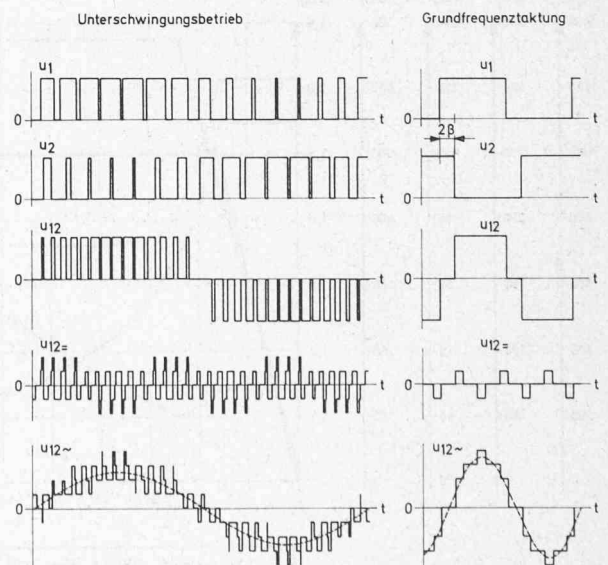 Unterschwingungsbetrieb
Grundfrequenztaktung
u1
0
t
u1
0
t
2β
u2
0
t
u2
0
t
u12
0
t
u12
0
t
u12=
0
t
u12=
0
t
u12~
0
t
u12~
0
t